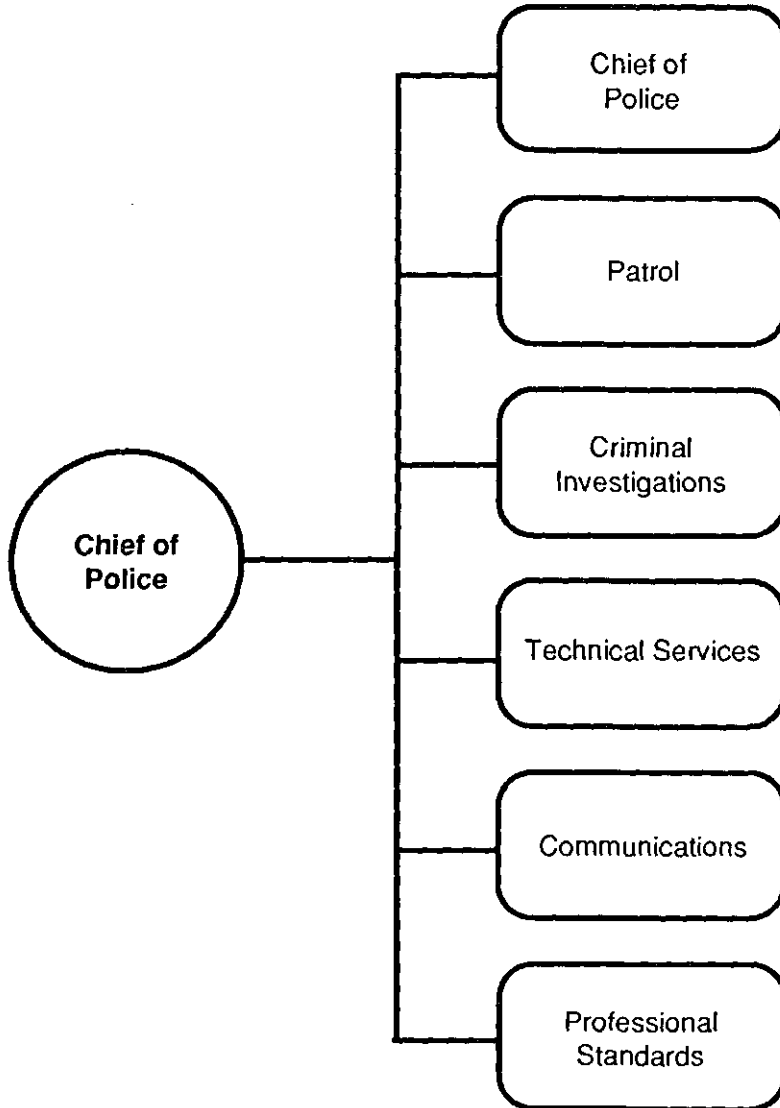 Chief of
Police
Patrol
Criminal
Investigations
Chief of
Police
Technical Services
Communications
Professional
Standards